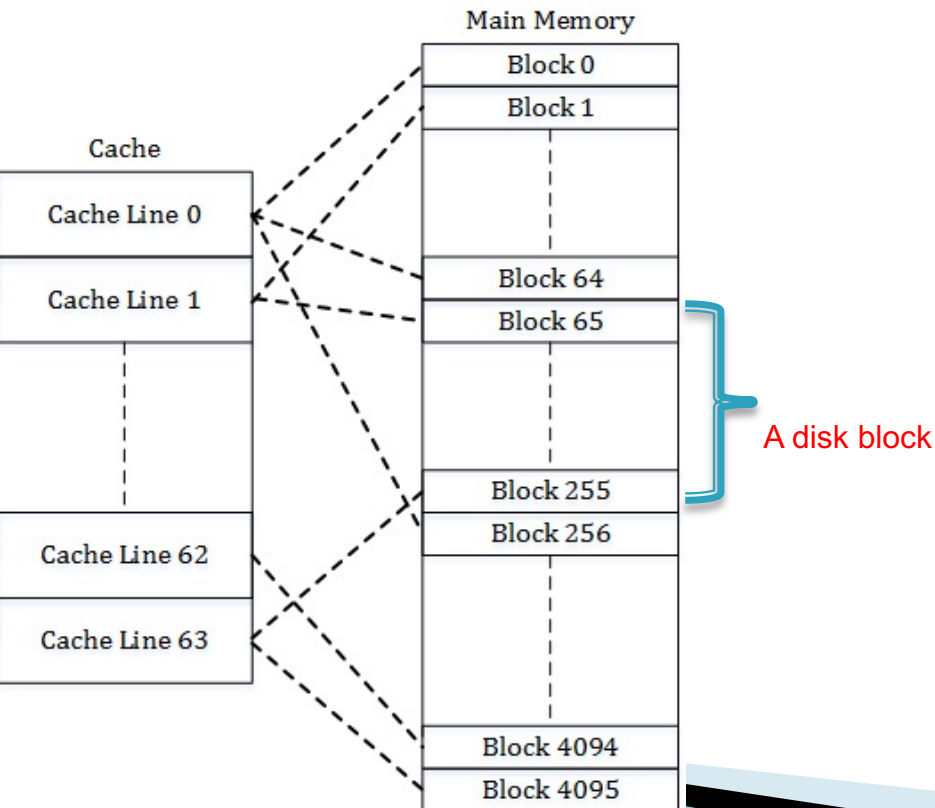 Main Memory
Block 0
Block 1
Cache
Cache Line 0
Block 64
Cache Line 1
Block 65
A disk block
Block 255
Block 256
Cache Line 62
Cache Line 63
Block 4094
Block 4095